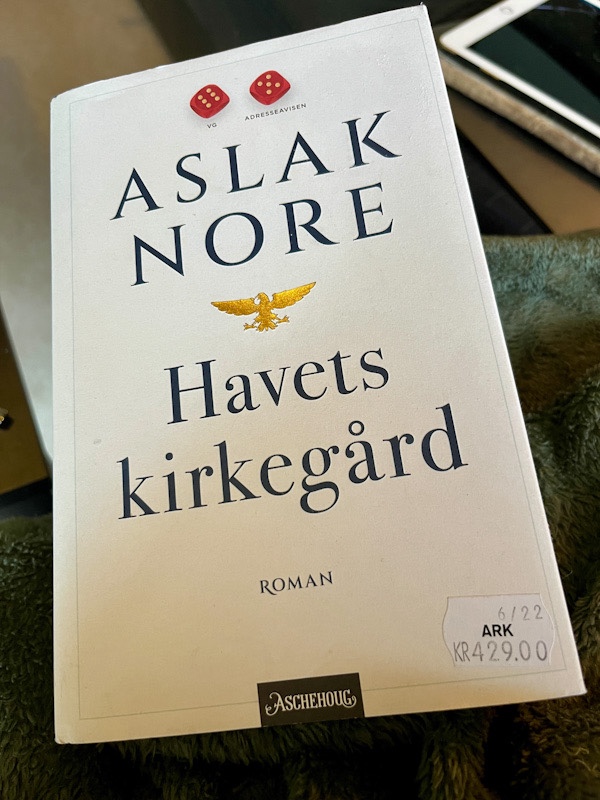 VG
ADRESSEAVISEN
ASLAK
NORE
Havets
kirkegård
ROMAN
6/22
ARK
KR429.00
ASCHEHOUG